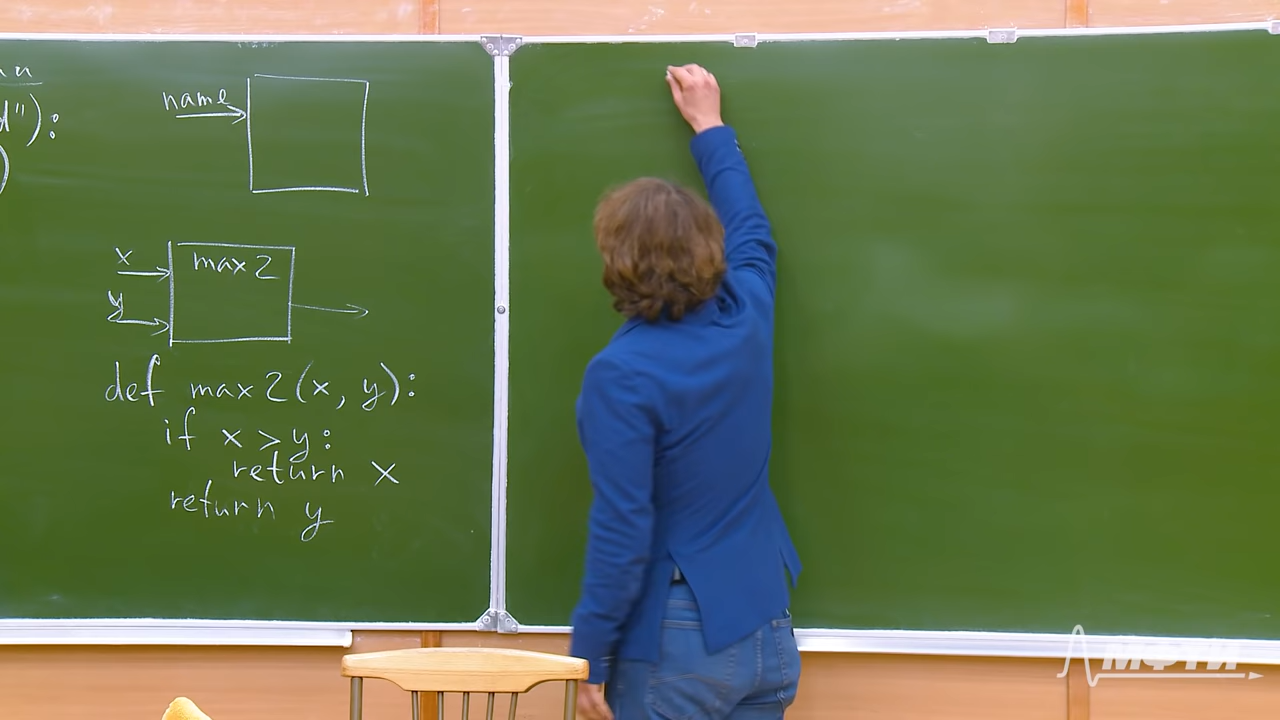 d"):
)
name
x
max2
y
def max2(x, y):
if x > y:
return x
return y
МФТИ